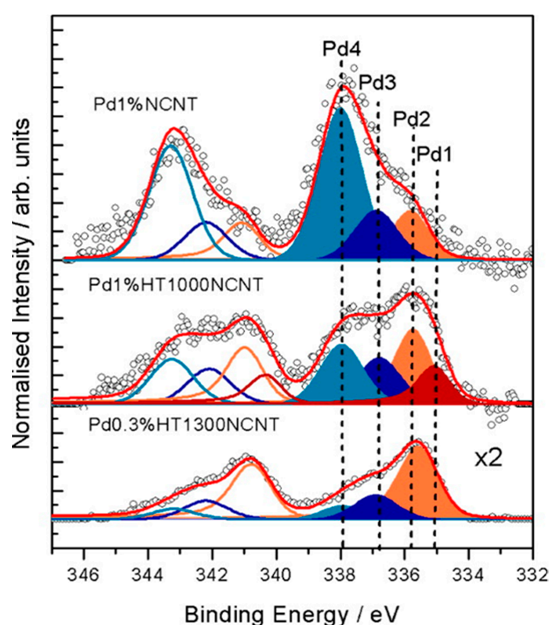 Pd4
Pd3
Pd2
Pd1
Pd1%NCNT
Pd1%HT1000NCNT
Pd0.3%HT1300NCNT
x2
Normalised Intensity / arb. units
346 344 342 340 338 336 334 332
Binding Energy / eV